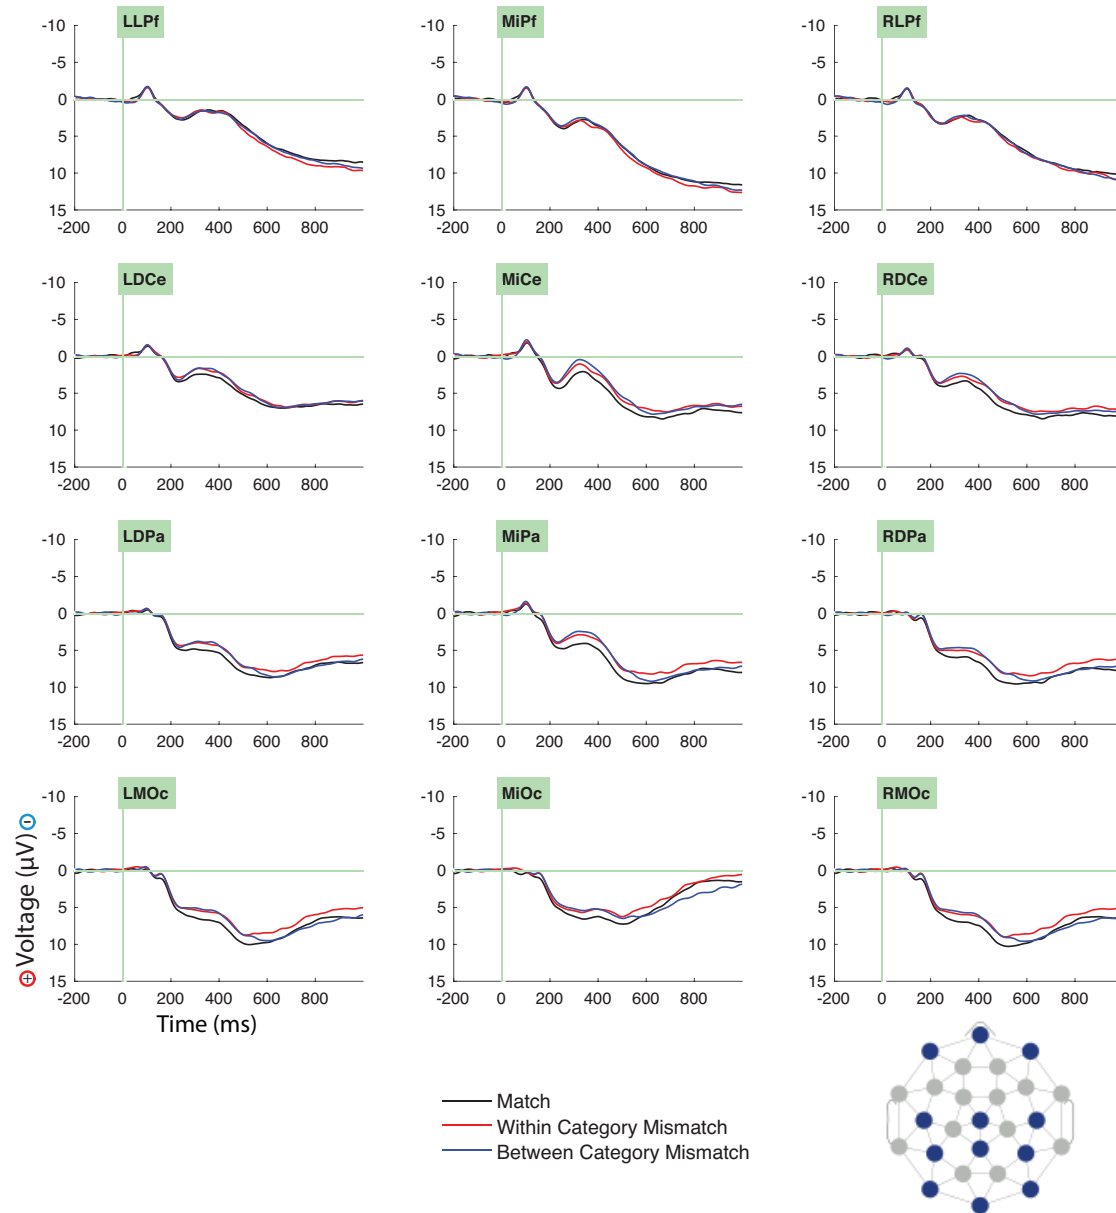 LLPf MiPf RLPf
-10 -10 -10
-5 -5 -5
0 0 0
5 5 5
10 10 10
15 15 15
-200 0 200 400 600 800 -200 0 200 400 600 800 -200 0 200 400 600 800
LDCe MiCe RDCe
-10 -10 -10
-5 -5 -5
0 0 0
5 5 5
10 10 10
15 15 15
-200 0 200 400 600 800 -200 0 200 400 600 800 -200 0 200 400 600 800
LDPa MiPa RDPa
-10 -10 -10
-5 -5 -5
0 0 0
5 5 5
10 10 10
15 15 15
-200 0 200 400 600 800 -200 0 200 400 600 800 -200 0 200 400 600 800
LMOc MiOc RMOc
-10 -10 -10
-5 -5 -5
0 0 0
5 5 5
10 10 10
15 15 15
-200 0 200 400 600 800 -200 0 200 400 600 800 -200 0 200 400 600 800
+ Voltage (µV) -
Time (ms)
Match
Within Category Mismatch
Between Category Mismatch